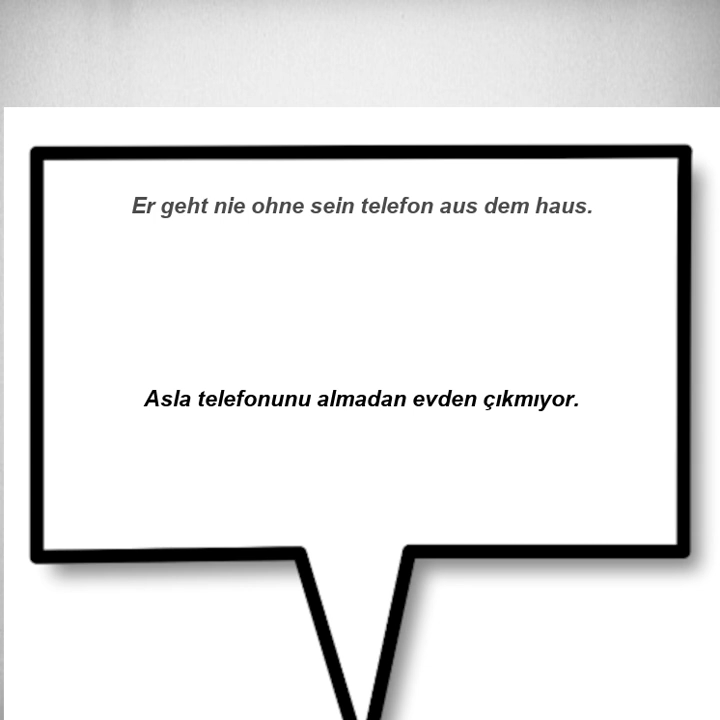 Er geht nie ohne sein telefon aus dem haus.
Asla telefonunu almadan evden çıkmıyor.